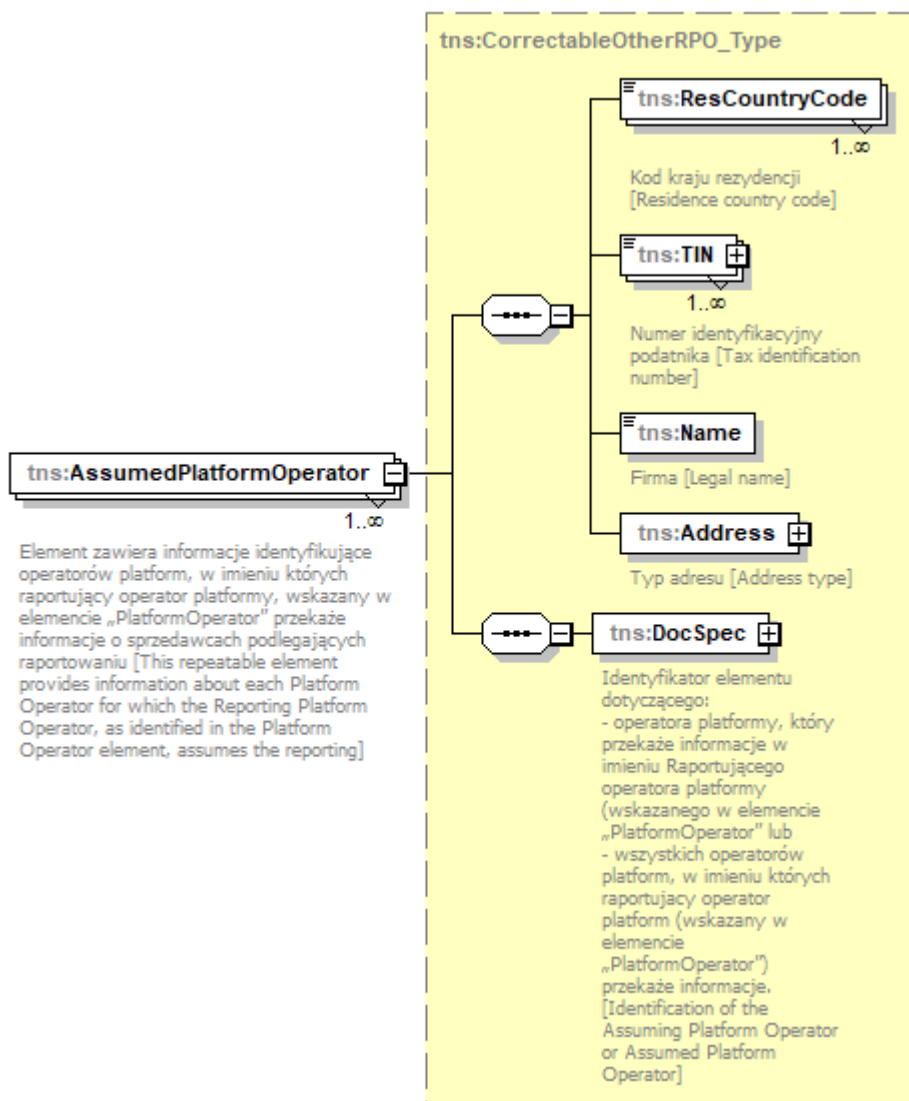 tns:CorrectableOtherRPO_Type
tns:ResCountryCode
1..∞
Kod kraju rezydencji
[Residence country code]
tns:TIN
1..∞
Numer identyfikacyjny
podatnika [Tax identification
number]
tns:Name
Firma [Legal name]
tns:Address
Typ adresu [Address type]
tns:AssumedPlatformOperator
1..∞
Element zawiera informacje identyfikujące
operatorów platform, w imieniu których
raportujący operator platformy, wskazany w
elemencie „PlatformOperator” przekaże
informacje o sprzedawcach podlegających
raportowaniu [This repeatable element
provides information about each Platform
Operator for which the Reporting Platform
Operator, as identified in the Platform
Operator element, assumes the reporting]
tns:DocSpec
Identyfikator elementu
dotyczącego:
- operatora platformy, który
przekaże informacje w
imieniu Raportującego
operatora platformy
(wskazanego w elemencie
„PlatformOperator” lub
- wszystkich operatorów
platform, w imieniu których
raportujacy operator
platform (wskazany w
elemencie
„PlatformOperator”)
przekaże informacje.
[Identification of the
Assuming Platform Operator
or Assumed Platform
Operator]